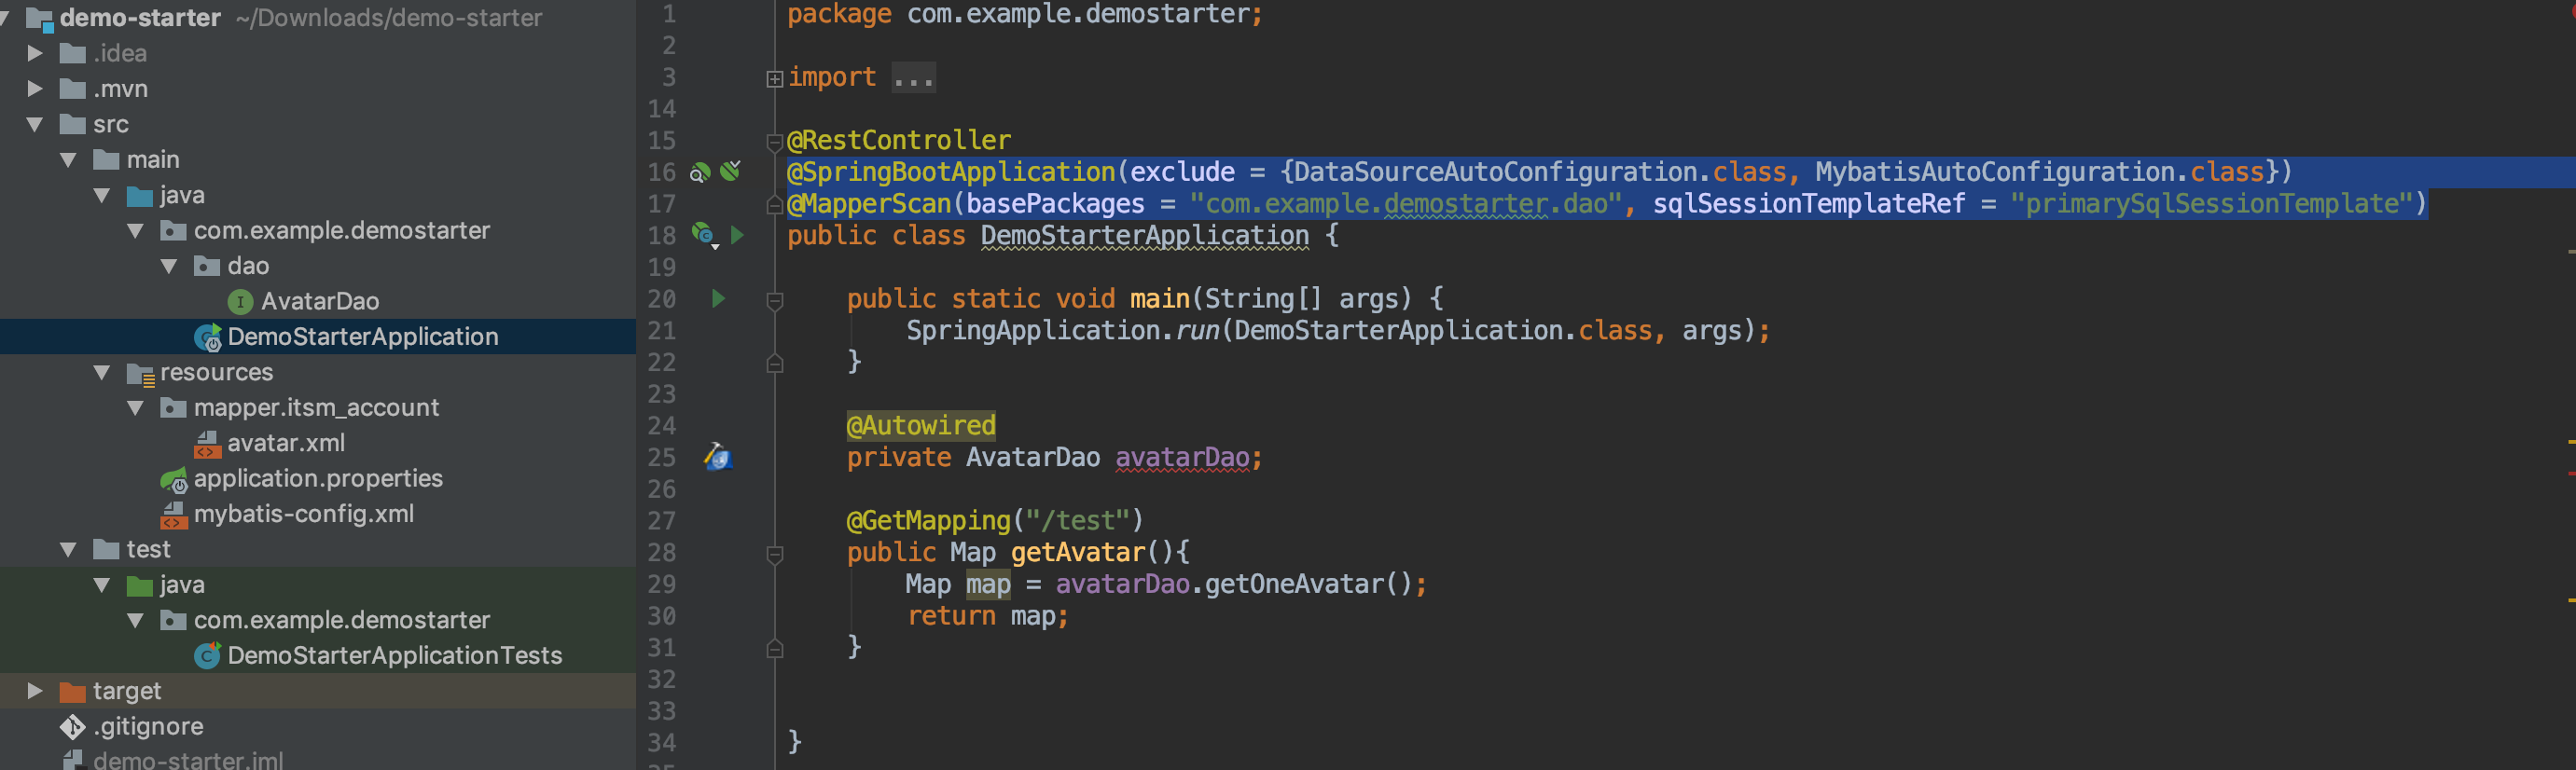 demo-starter ~/Downloads/demo-starter
.idea
.mvn
src
main
java
com.example.demostarter
dao
AvatarDao
DemoStarterApplication
resources
mapper.itsm_account
avatar.xml
application.properties
mybatis-config.xml
test
java
com.example.demostarter
DemoStarterApplicationTests
target
.gitignore
demo-starter.iml
1 package com.example.demostarter;
2
3 import ...
14
15 @RestController
16 @SpringBootApplication(exclude = {DataSourceAutoConfiguration.class, MybatisAutoConfiguration.class})
17 @MapperScan(basePackages = "com.example.demostarter.dao", sqlSessionTemplateRef = "primarySqlSessionTemplate")
18 public class DemoStarterApplication {
19
20 public static void main(String[] args) {
21 SpringApplication.run(DemoStarterApplication.class, args);
22 }
23
24 @Autowired
25 private AvatarDao avatarDao;
26
27 @GetMapping("/test")
28 public Map getAvatar(){
29 Map map = avatarDao.getOneAvatar();
30 return map;
31 }
32
33
34 }